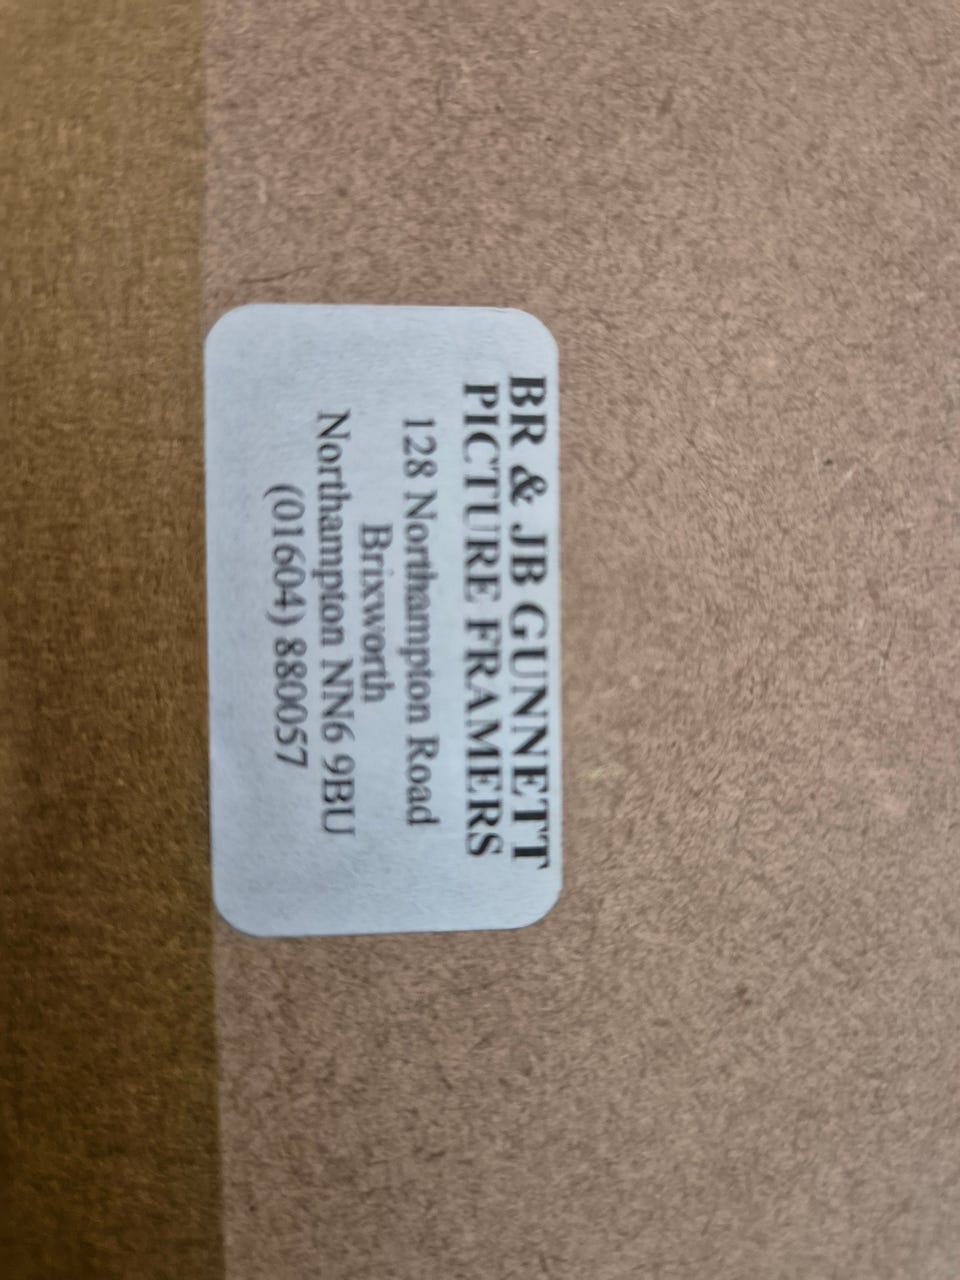 BR & JB GUNNETT
PICTURE FRAMERS
128 Northampton Road
Brixworth
Northampton NN6 9BU
(01604) 880057